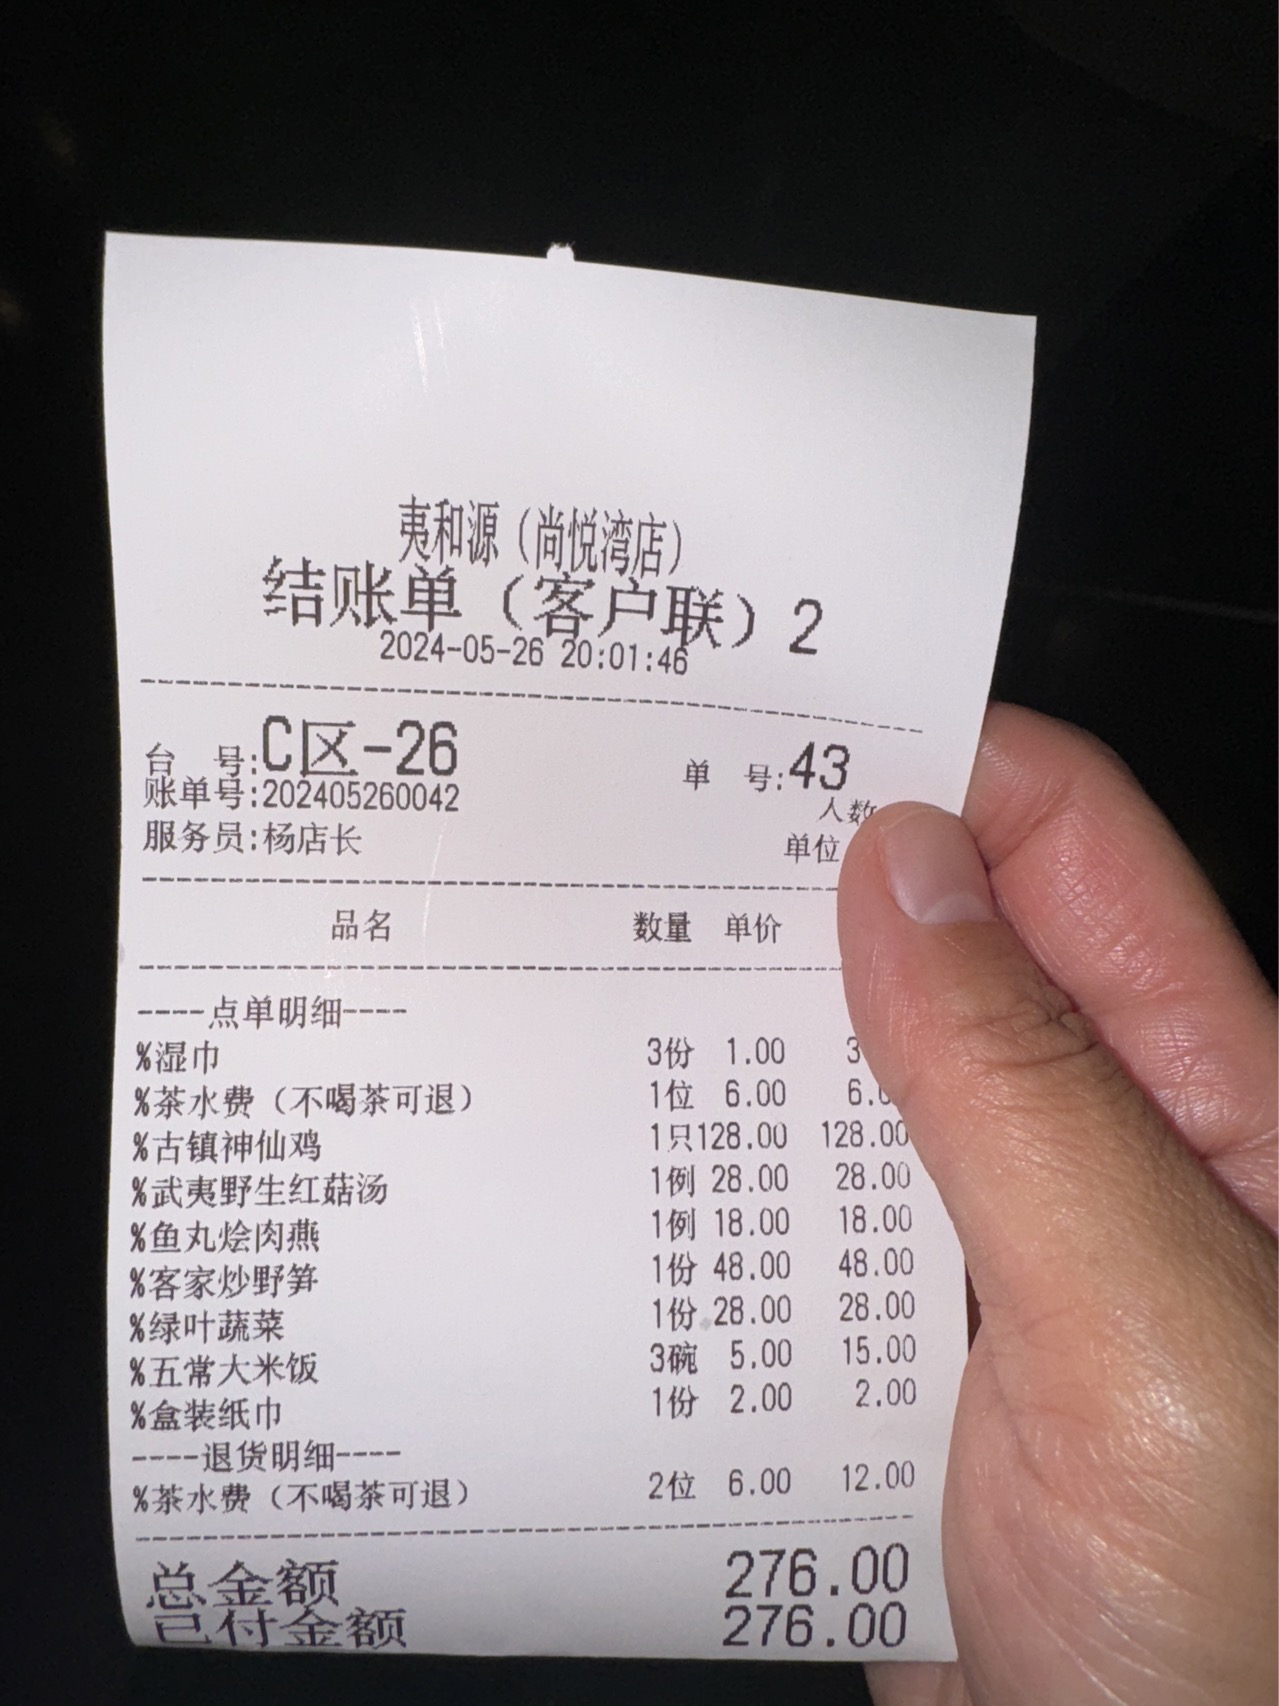 夷和源（尚悦湾店）
结账单（客户联）2
2024-05-26 20:01:46
台 号:C区-26 单 号:43
账单号:202405260042 人数
服务员:杨店长 单位
品名 数量 单价
----点单明细----
%湿巾 3份 1.00 3
%茶水费（不喝茶可退） 1位 6.00 6.0
%古镇神仙鸡 1只128.00 128.00
%武夷野生红菇汤 1例 28.00 28.00
%鱼丸烩肉燕 1例 18.00 18.00
%客家炒野笋 1份 48.00 48.00
%绿叶蔬菜 1份 28.00 28.00
%五常大米饭 3碗 5.00 15.00
%盒装纸巾 1份 2.00 2.00
----退货明细----
%茶水费（不喝茶可退） 2位 6.00 12.00
总金额 276.00
已付金额 276.00